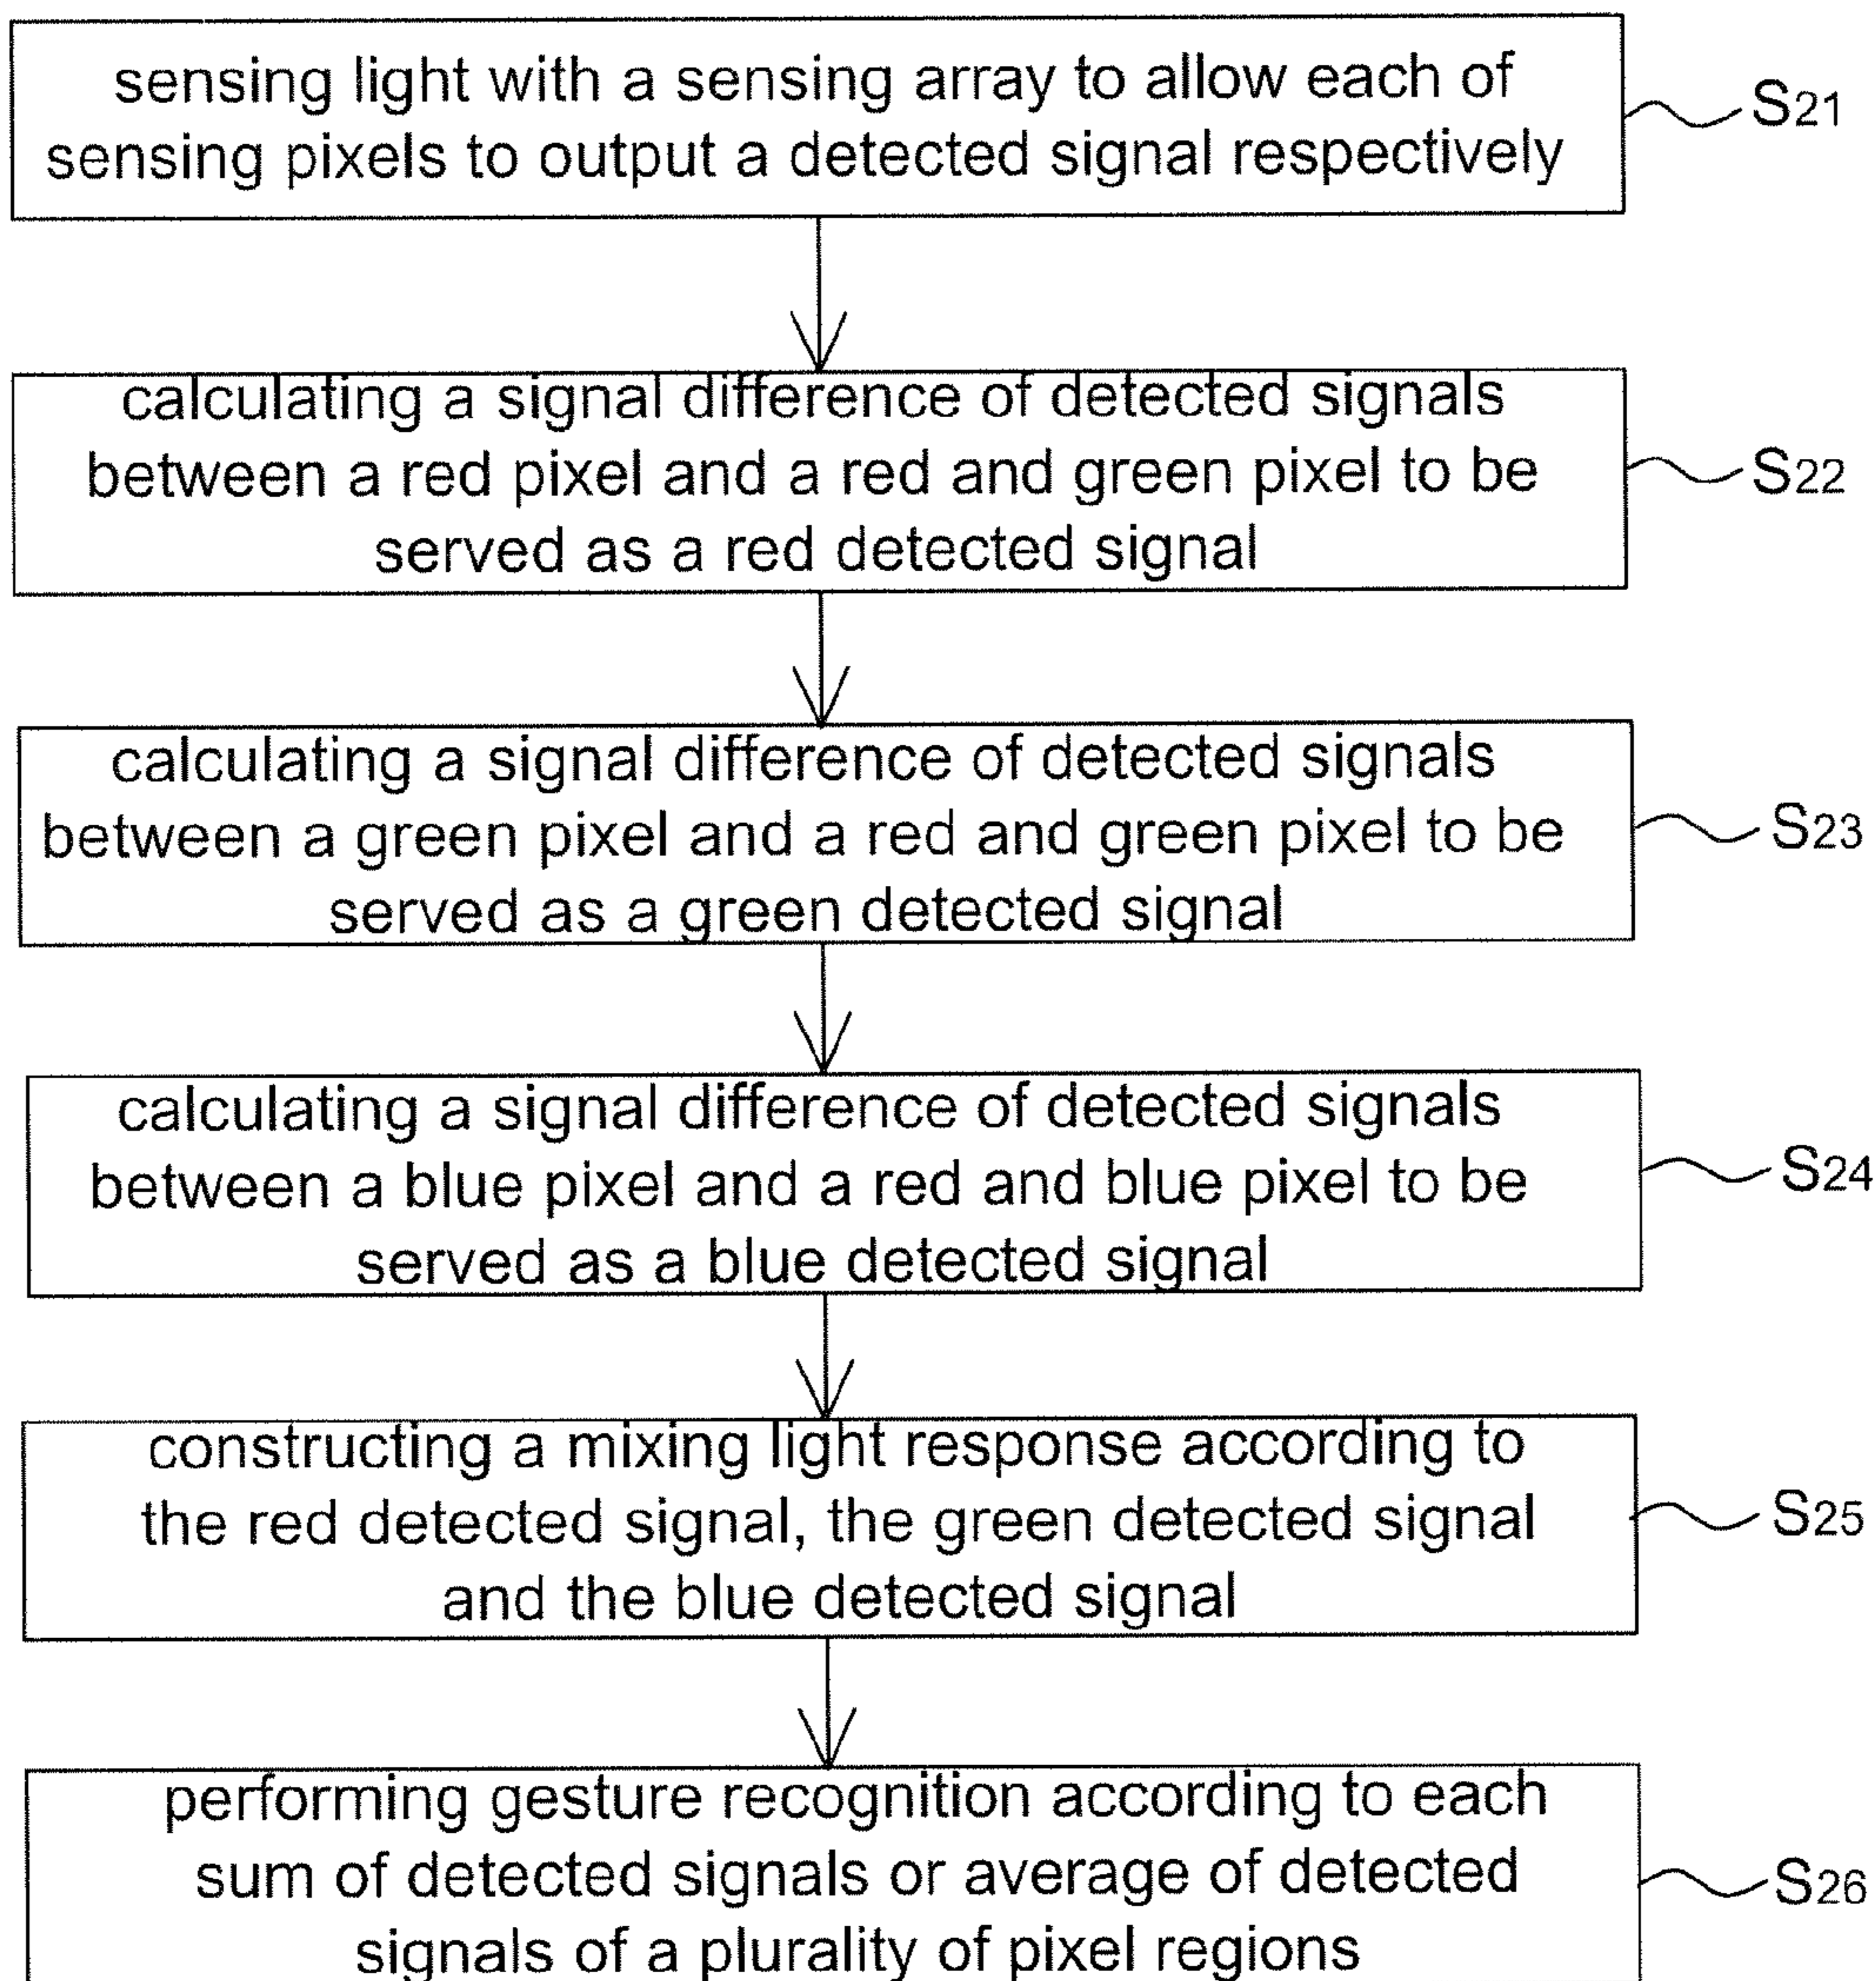 sensing light with a sensing array to allow each of
sensing pixels to output a detected signal respectively
S21
calculating a signal difference of detected signals
between a red pixel and a red and green pixel to be
served as a red detected signal
S22
calculating a signal difference of detected signals
between a green pixel and a red and green pixel to be
served as a green detected signal
S23
calculating a signal difference of detected signals
between a blue pixel and a red and blue pixel to be
served as a blue detected signal
S24
constructing a mixing light response according to
the red detected signal, the green detected signal
and the blue detected signal
S25
performing gesture recognition according to each
sum of detected signals or average of detected
signals of a plurality of pixel regions
S26